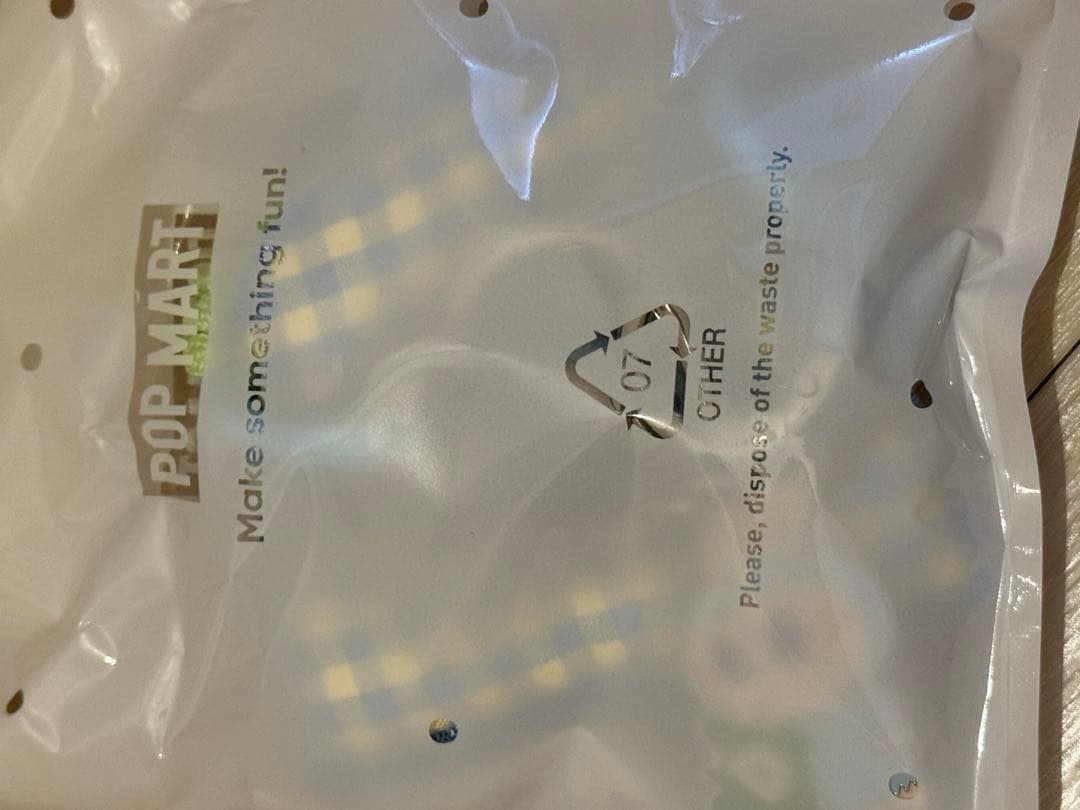 POP MART
Make something fun!
07
OTHER
Please, dispose of the waste properly.